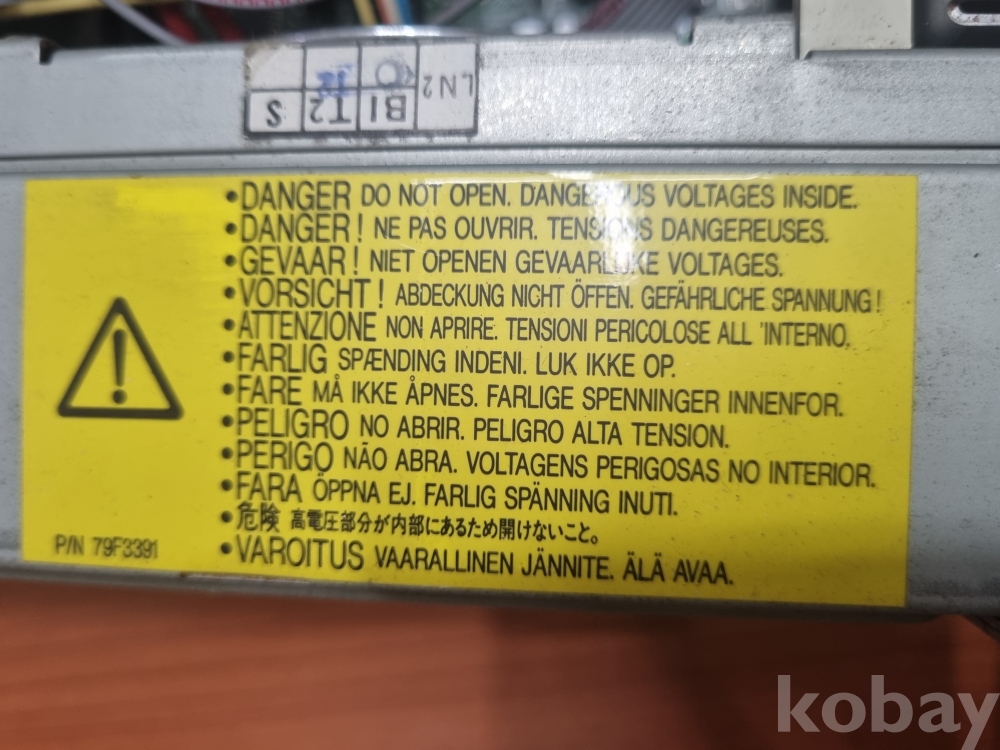 LN2
B1 T2 S
•DANGER DO NOT OPEN. DANGEROUS VOLTAGES INSIDE.
•DANGER! NE PAS OUVRIR. TENSIONS DANGEREUSES.
•GEVAAR! NIET OPENEN GEVAARLIJKE VOLTAGES.
•VORSICHT! ABDECKUNG NICHT ÖFFEN. GEFÄHRLICHE SPANNUNG!
•ATTENZIONE NON APRIRE. TENSIONI PERICOLOSE ALL 'INTERNO.
•FARLIG SPÆNDING INDENI. LUK IKKE OP.
•FARE MÅ IKKE ÅPNES. FARLIGE SPENNINGER INNENFOR.
•PELIGRO NO ABRIR. PELIGRO ALTA TENSION.
•PERIGO NÃO ABRA. VOLTAGENS PERIGOSAS NO INTERIOR.
•FARA ÖPPNA EJ. FARLIG SPÄNNING INUTI.
•危険 高電圧部分が内部にあるため開けないこと。
•VAROITUS VAARALLINEN JÄNNITE. ÄLÄ AVAA.
P/N 79F3391
kobay